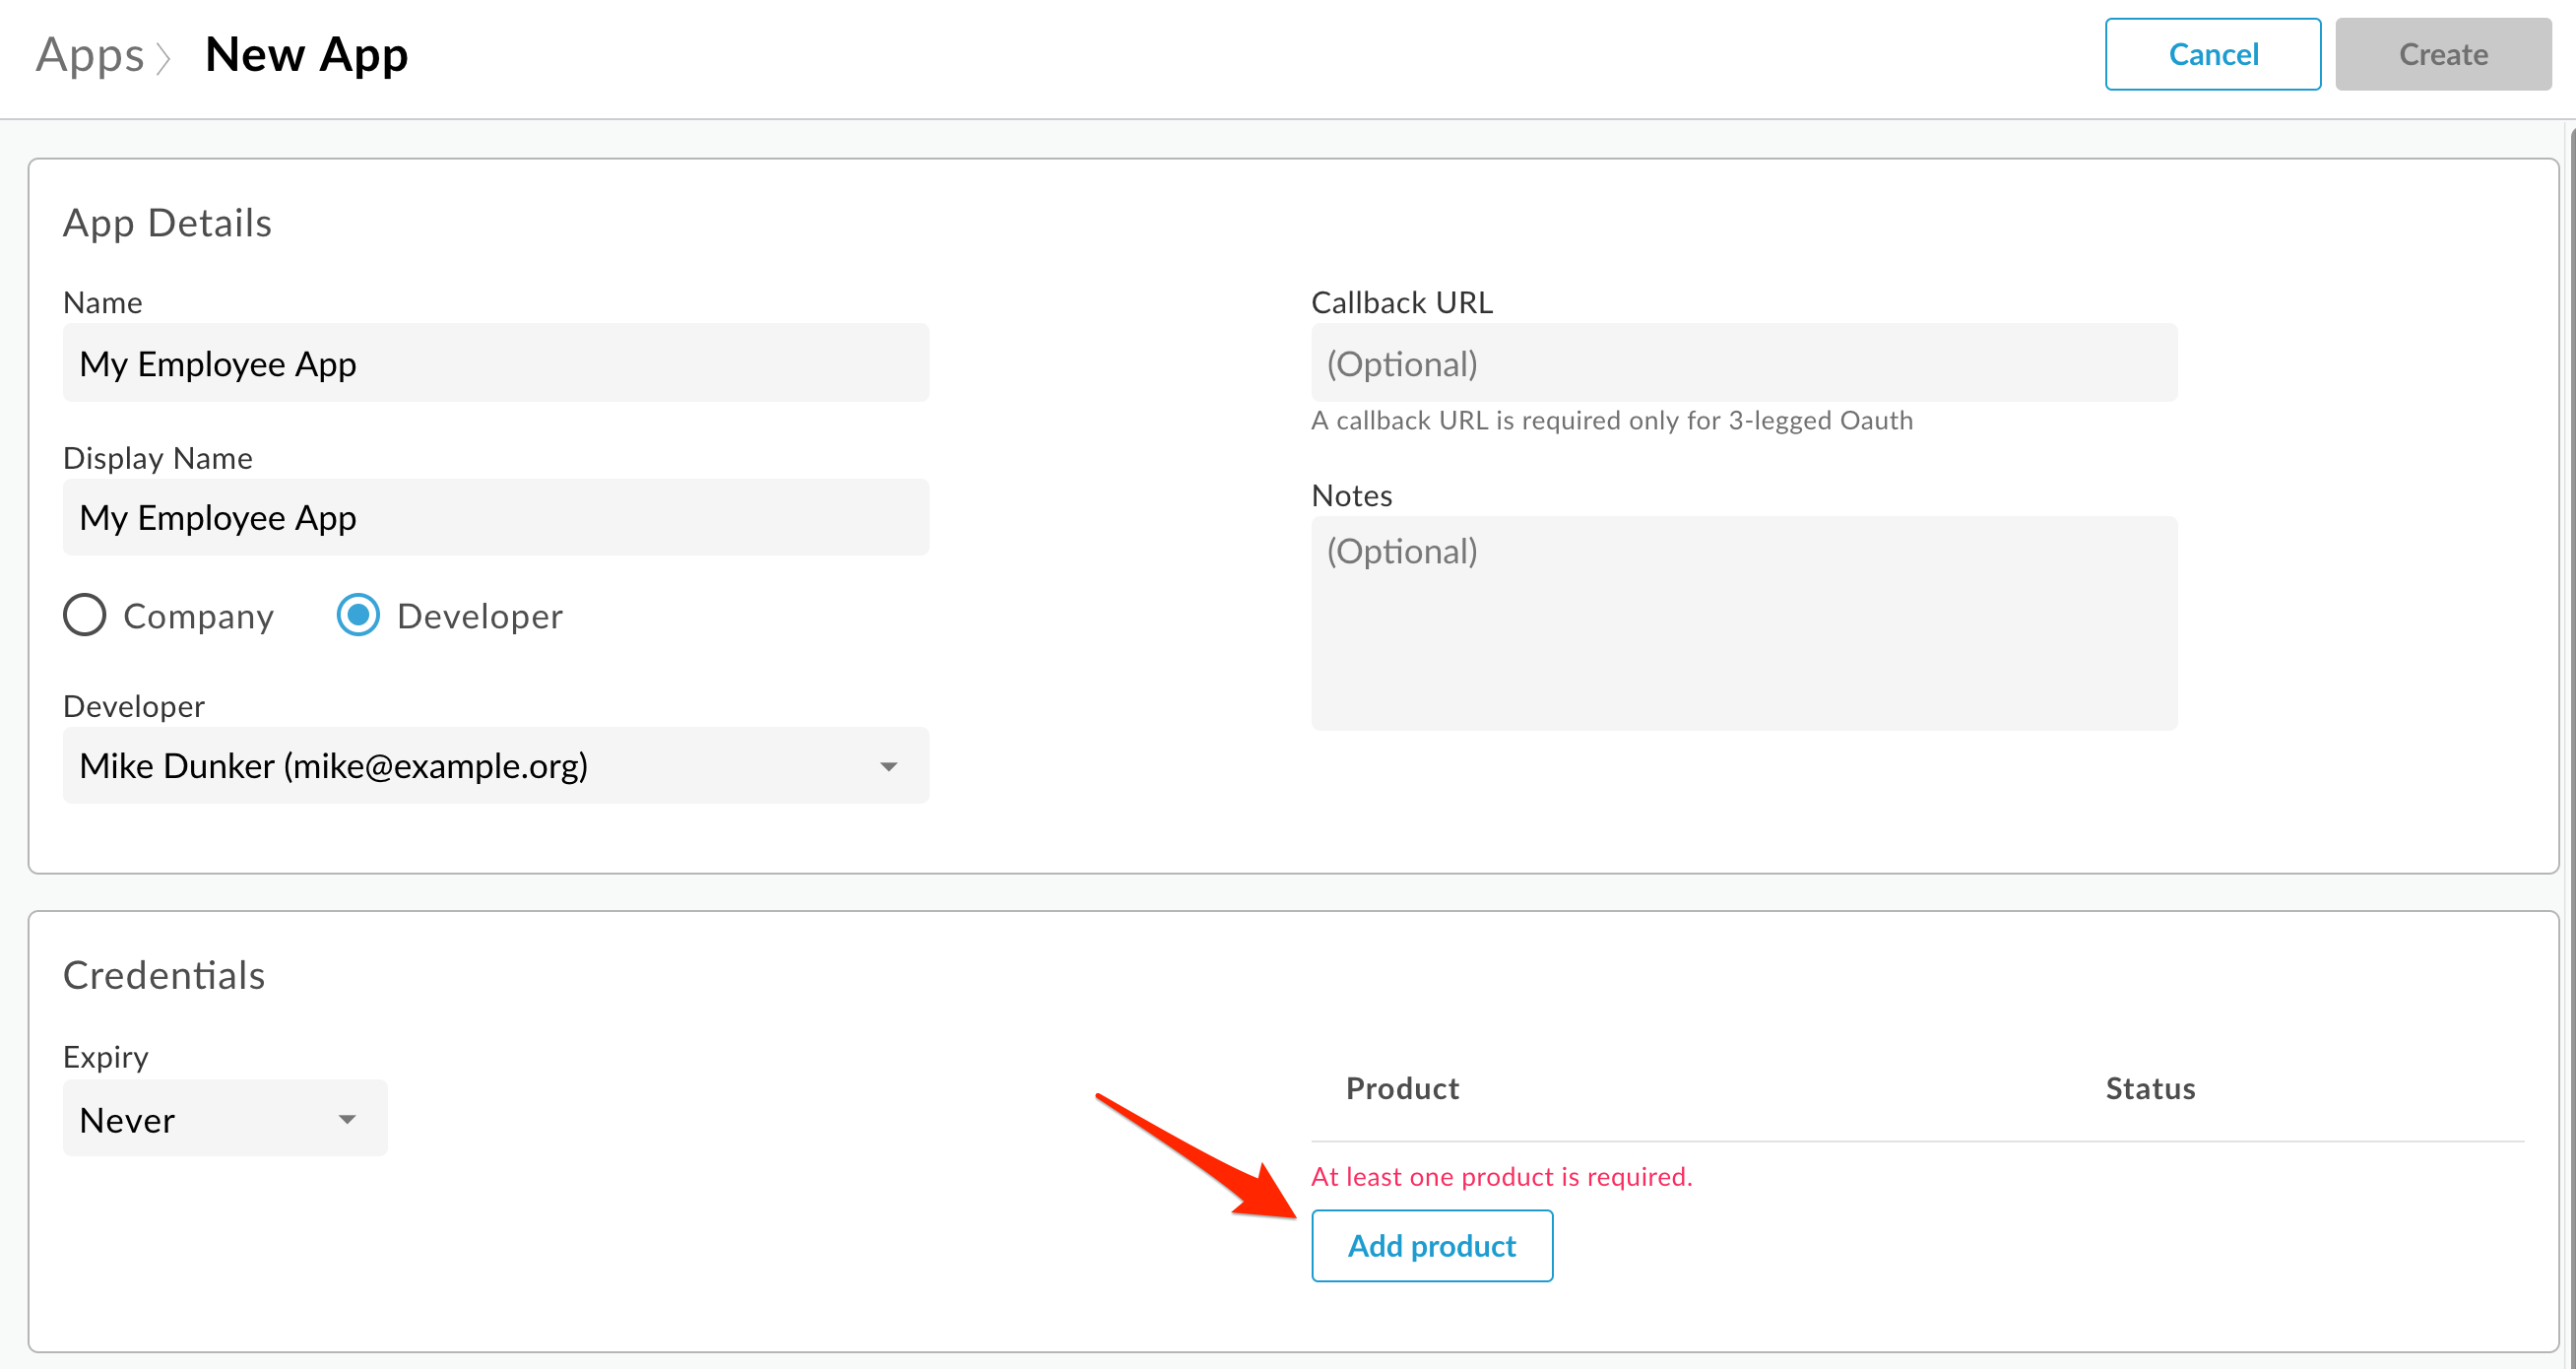 Apps New App
Cancel
Create
App Details
Name
My Employee App
Display Name
My Employee App
Company
Developer
Developer
Mike Dunker (mike@example.org)
Callback URL
(Optional)
A callback URL is required only for 3-legged Oauth
Notes
(Optional)
Credentials
Expiry
Never
Product Status
At least one product is required.
Add product